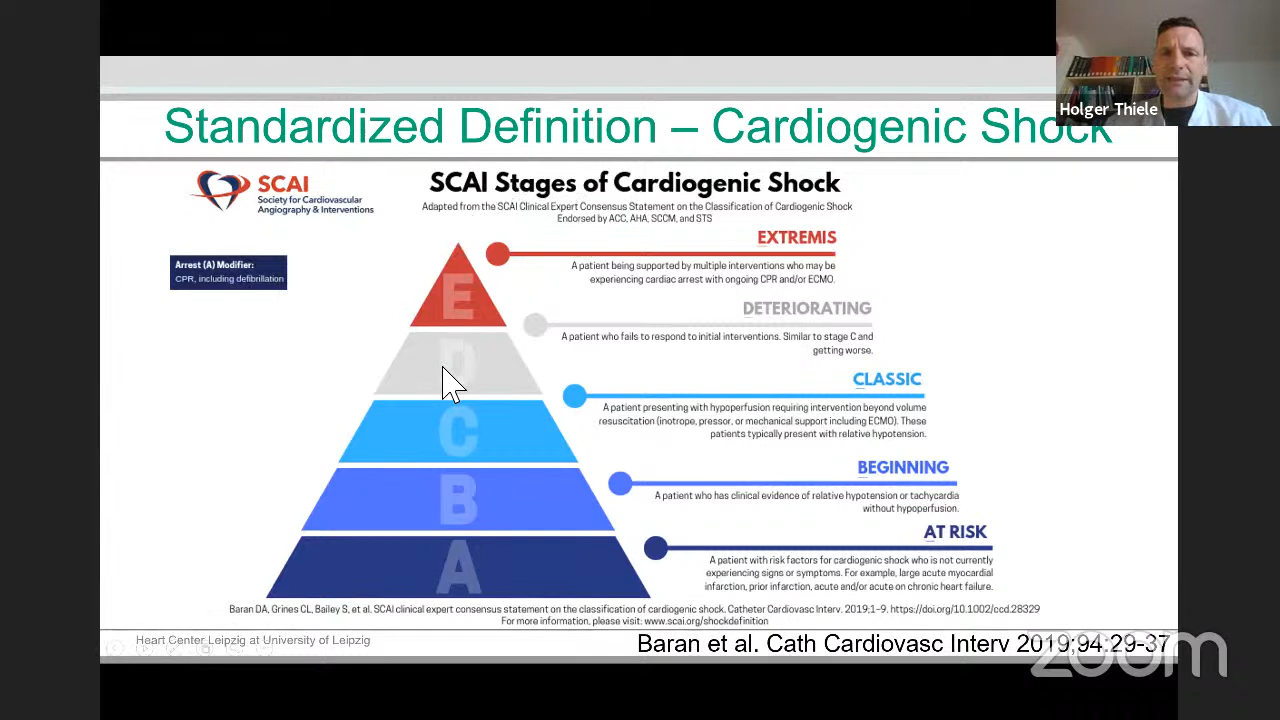 Holger Thiele
Standardized Definition – Cardiogenic Shock
SCAI
Society for Cardiovascular
Angiography & Interventions
SCAI Stages of Cardiogenic Shock
Adapted from the SCAI Clinical Expert Consensus Statement on the Classification of Cardiogenic Shock
Endorsed by ACC, AHA, SCCM, and STS
Arrest (A) Modifier:
CPR, including defibrillation
E
EXTREMIS
A patient being supported by multiple interventions who may be
experiencing cardiac arrest with ongoing CPR and/or ECMO.
D
DETERIORATING
A patient who fails to respond to initial interventions. Similar to stage C and
getting worse.
C
CLASSIC
A patient presenting with hypoperfusion requiring intervention beyond volume
resuscitation (inotrope, pressor, or mechanical support including ECMO). These
patients typically present with relative hypotension.
B
BEGINNING
A patient who has clinical evidence of relative hypotension or tachycardia
without hypoperfusion.
A
AT RISK
A patient with risk factors for cardiogenic shock who is not currently
experiencing signs or symptoms. For example, large acute myocardial
infarction, prior infarction, acute and/or acute on chronic heart failure.
Baran DA, Grines CL, Bailey S, et al. SCAI clinical expert consensus statement on the classification of cardiogenic shock. Catheter Cardiovasc Interv. 2019;1–9. https://doi.org/10.1002/ccd.28329
For more information, please visit: www.scai.org/shockdefinition
Heart Center Leipzig at University of Leipzig
Baran et al. Cath Cardiovasc Interv 2019;94:29-37
zoom